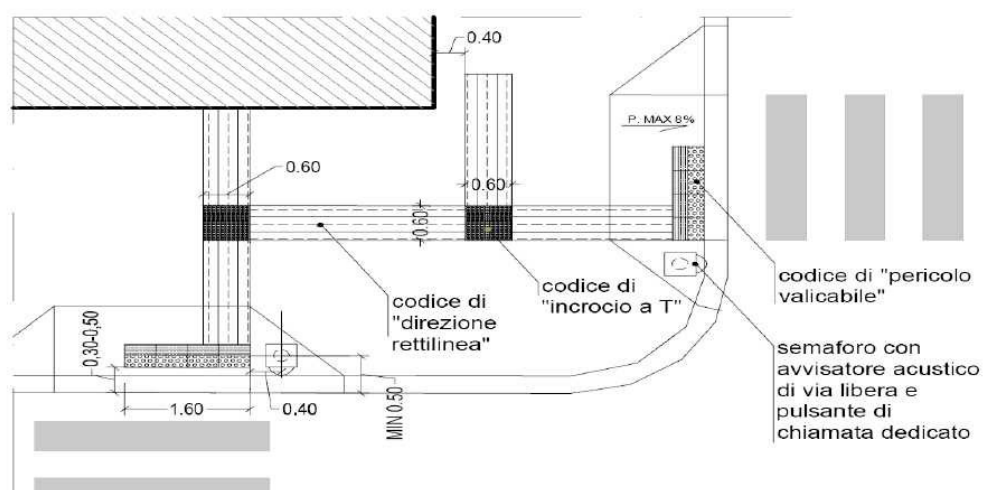 0.40
P. MAX 8%
0.60
0.60
0.60
codice di "pericolo
valicabile"
codice di
"incrocio a T"
codice di
"direzione
rettilinea"
0,30-0,50
semaforo con
avvisatore acustico
di via libera e
pulsante di
chiamata dedicato
1.60
0,40
MIN 0.50